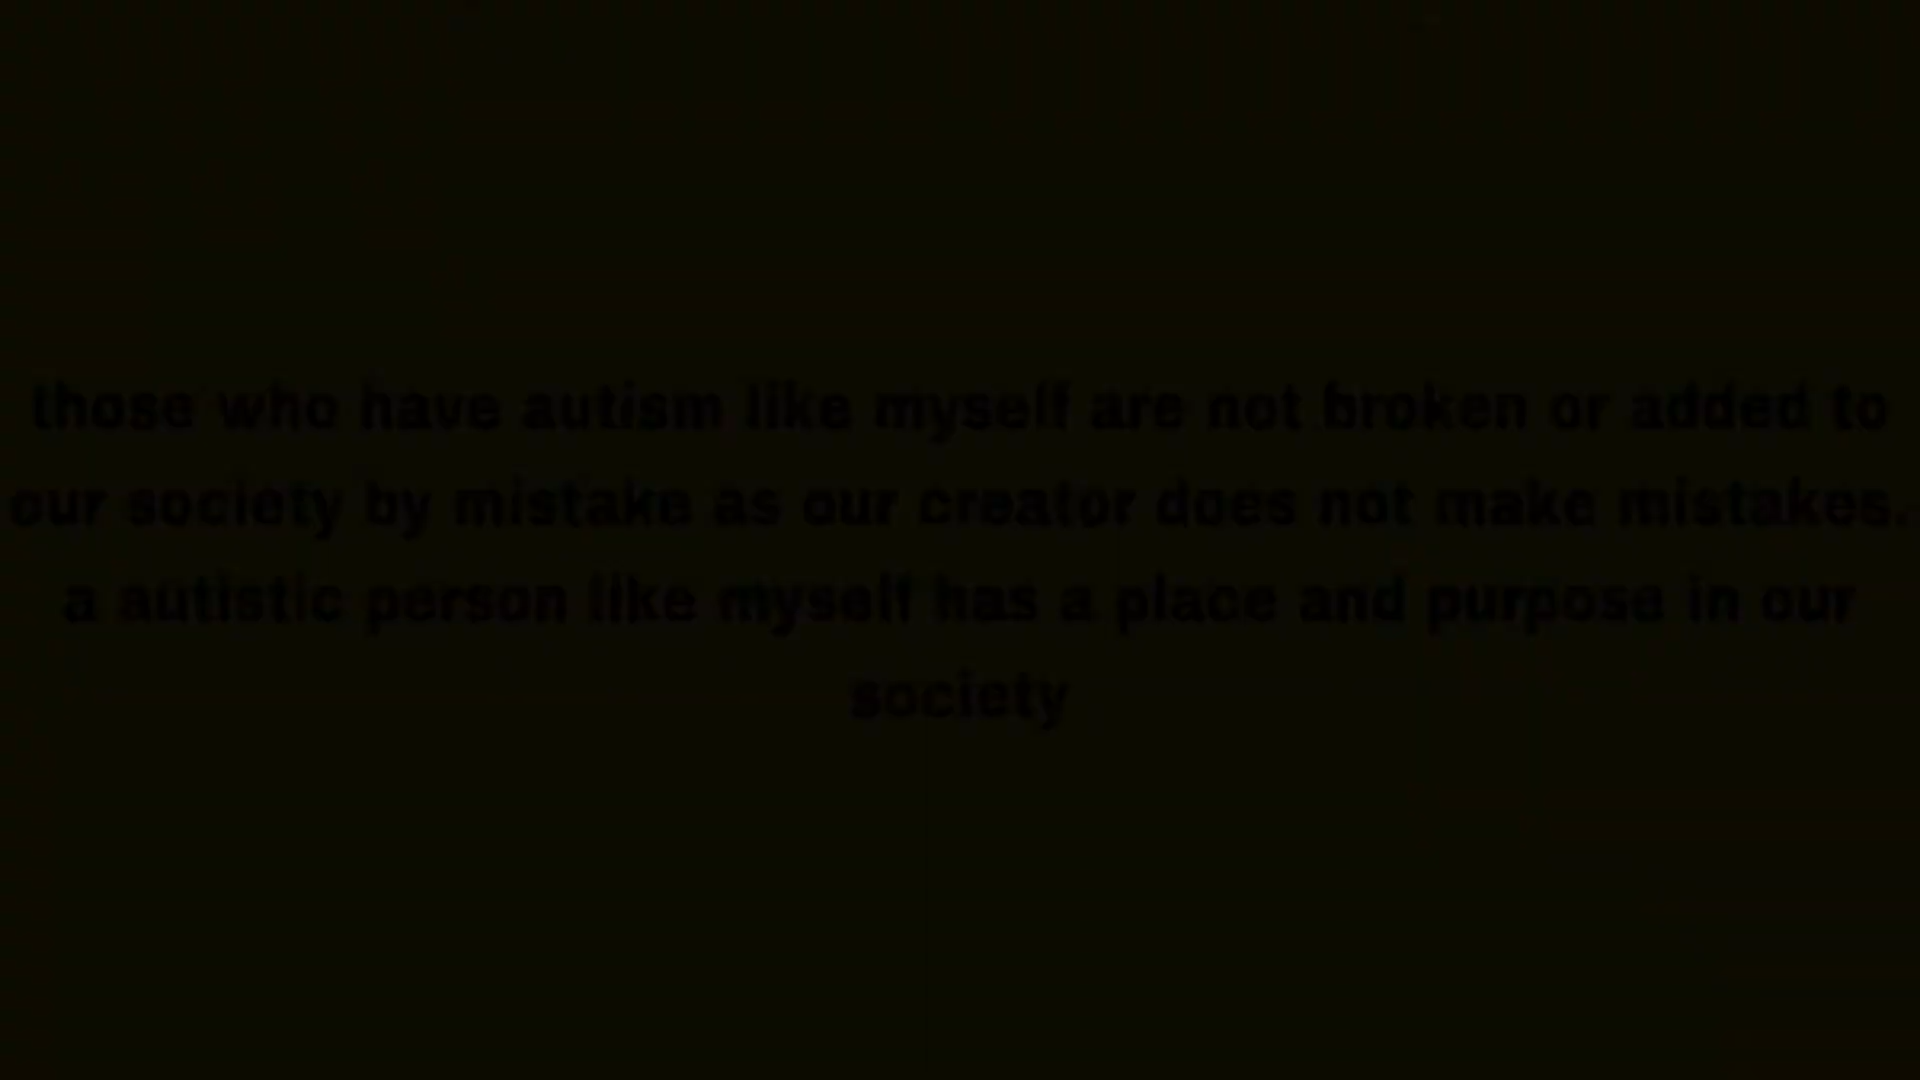 those who have autism like myself are not broken or added to
our society by mistake as our creator does not make mistakes.
a autistic person like myself has a place and purpose in our
society